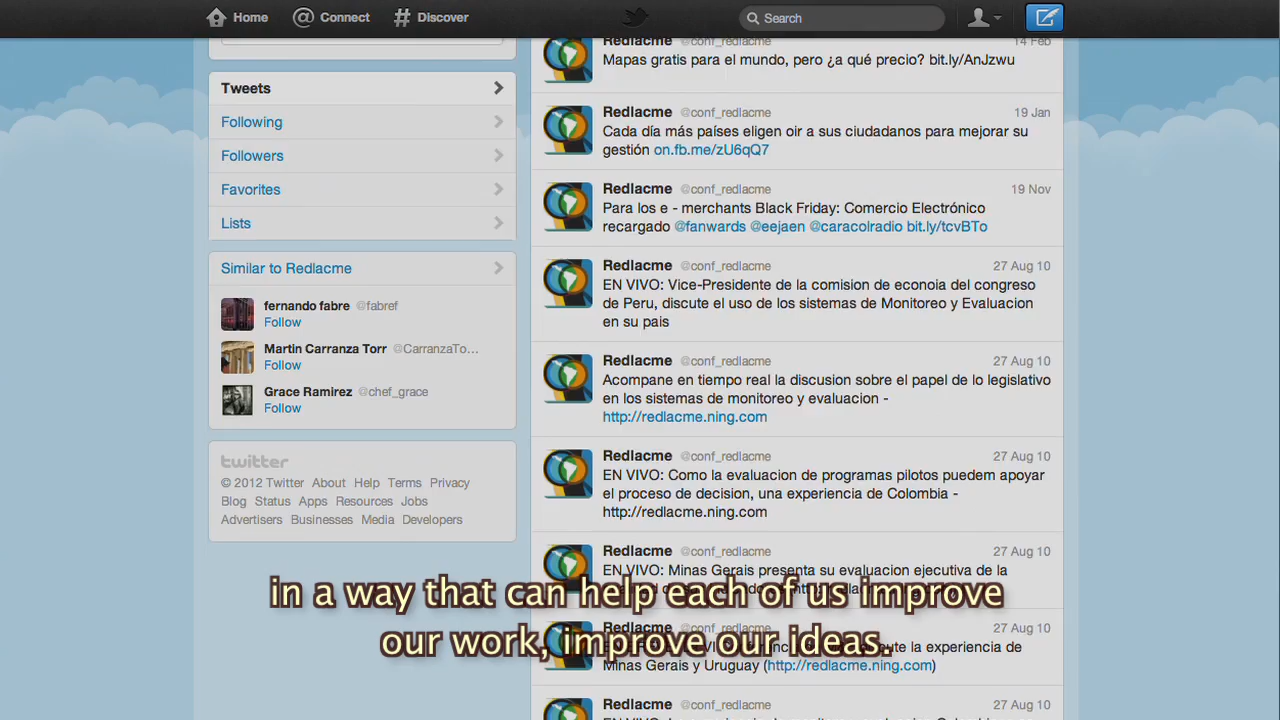 Home Connect Discover Search
Tweets
Following
Followers
Favorites
Lists
Similar to Redlacme
fernando fabre @fabref
Follow
Martin Carranza Torr @CarranzaTo...
Follow
Grace Ramirez @chef_grace
Follow
twitter
© 2012 Twitter About Help Terms Privacy
Blog Status Apps Resources Jobs
Advertisers Businesses Media Developers
Redlacme @conf_redlacme 14 Feb
Mapas gratis para el mundo, pero ¿a qué precio? bit.ly/AnJzwu
Redlacme @conf_redlacme 19 Jan
Cada día más países eligen oir a sus ciudadanos para mejorar su
gestión on.fb.me/zU6qQ7
Redlacme @conf_redlacme 19 Nov
Para los e - merchants Black Friday: Comercio Electrónico
recargado @fanwards @eejaen @caracolradio bit.ly/tcvBTo
Redlacme @conf_redlacme 27 Aug 10
EN VIVO: Vice-Presidente de la comision de econoia del congreso
de Peru, discute el uso de los sistemas de Monitoreo y Evaluacion
en su pais
Redlacme @conf_redlacme 27 Aug 10
Acompane en tiempo real la discusion sobre el papel de lo legislativo
en los sistemas de monitoreo y evaluacion -
http://redlacme.ning.com
Redlacme @conf_redlacme 27 Aug 10
EN VIVO: Como la evaluacion de programas pilotos puedem apoyar
el proceso de decision, una experiencia de Colombia -
http://redlacme.ning.com
Redlacme @conf_redlacme 27 Aug 10
EN VIVO: Minas Gerais presenta su evaluacion ejecutiva de la
Redlacme @conf_redlacme 27 Aug 10
la experiencia de
Minas Gerais y Uruguay (http://redlacme.ning.com)
Redlacme @conf_redlacme 27 Aug 10
in a way that can help each of us improve
our work, improve our ideas.